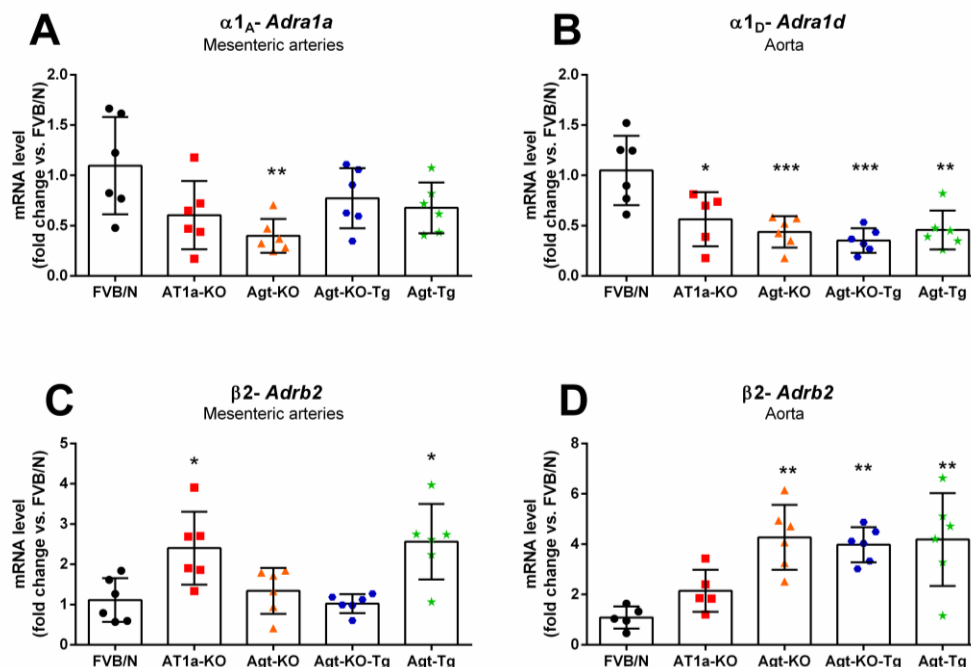 A
α1A- Adra1a
Mesenteric arteries
mRNA level
(fold change vs. FVB/N)
2.0
1.5
1.0
0.5
0.0
**
FVB/N AT1a-KO Agt-KO Agt-KO-Tg Agt-Tg
B
α1D- Adra1d
Aorta
mRNA level
(fold change vs. FVB/N)
2.0
1.5
1.0
0.5
0.0
* *** *** **
FVB/N AT1a-KO Agt-KO Agt-KO-Tg Agt-Tg
C
β2- Adrb2
Mesenteric arteries
mRNA level
(fold change vs. FVB/N)
5
4
3
2
1
0
* *
FVB/N AT1a-KO Agt-KO Agt-KO-Tg Agt-Tg
D
β2- Adrb2
Aorta
mRNA level
(fold change vs. FVB/N)
8
6
4
2
0
** ** **
FVB/N AT1a-KO Agt-KO Agt-KO-Tg Agt-Tg